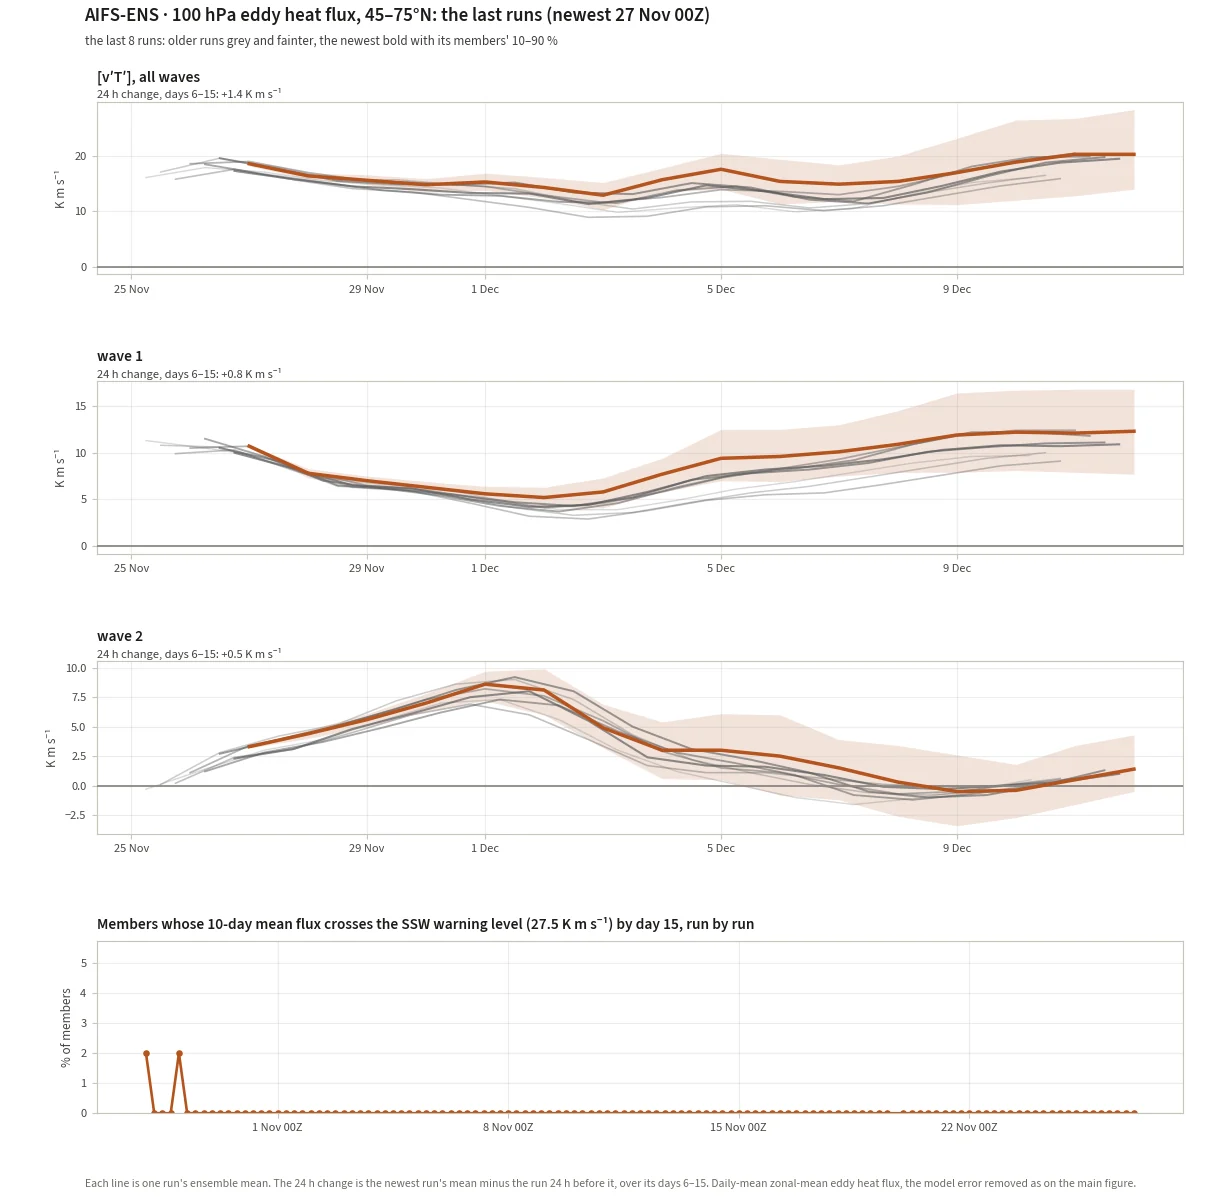 AIFS-ENS · 100 hPa eddy heat flux, 45–75°N: the last runs (newest 27 Nov 00Z)
the last 8 runs: older runs grey and fainter, the newest bold with its members' 10–90 %
[v′T′], all waves
24 h change, days 6–15: +1.4 K m s⁻¹
20
10
0
K m s⁻¹
25 Nov
29 Nov
1 Dec
5 Dec
9 Dec
wave 1
24 h change, days 6–15: +0.8 K m s⁻¹
15
10
5
0
K m s⁻¹
25 Nov
29 Nov
1 Dec
5 Dec
9 Dec
wave 2
24 h change, days 6–15: +0.5 K m s⁻¹
10.0
7.5
5.0
2.5
0.0
−2.5
K m s⁻¹
25 Nov
29 Nov
1 Dec
5 Dec
9 Dec
Members whose 10-day mean flux crosses the SSW warning level (27.5 K m s⁻¹) by day 15, run by run
5
4
3
2
1
0
% of members
1 Nov 00Z
8 Nov 00Z
15 Nov 00Z
22 Nov 00Z
Each line is one run's ensemble mean. The 24 h change is the newest run's mean minus the run 24 h before it, over its days 6–15. Daily-mean zonal-mean eddy heat flux, the model error removed as on the main figure.